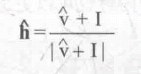 ĥ = (v̂ + I) / |v̂ + I|